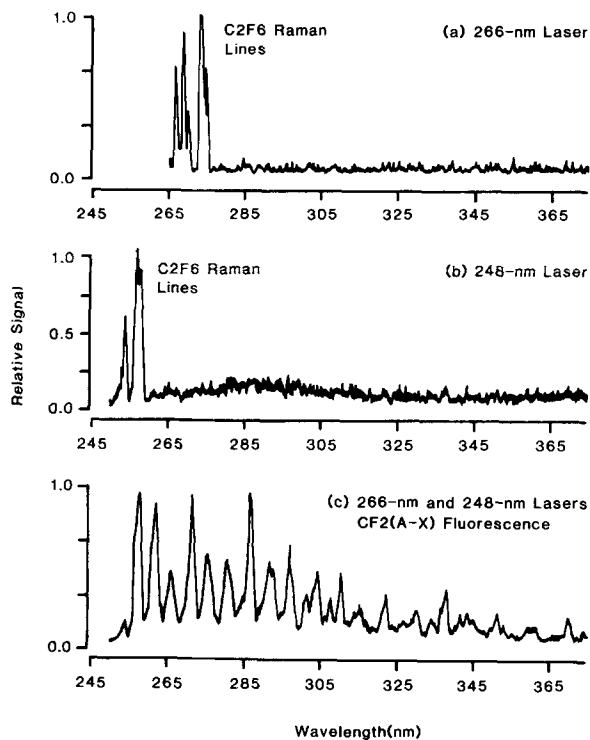 1.0
C2F6 Raman
Lines
(a) 266-nm Laser
0.0
245 265 285 305 325 345 365
1.0
C2F6 Raman
Lines
(b) 248-nm Laser
0.5
0.0
245 265 285 305 325 345 365
Relative Signal
1.0
(c) 266-nm and 248-nm Lasers
CF2(A-X) Fluorescence
0.0
245 265 285 305 325 345 365
Wavelength(nm)